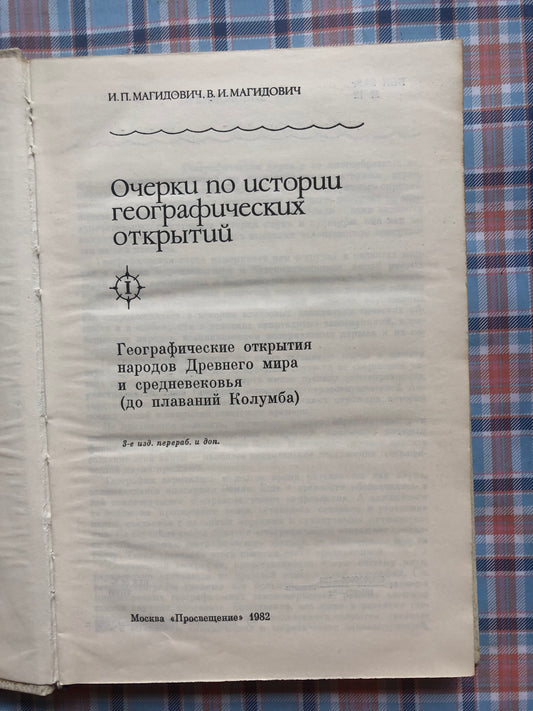 И. П. МАГИДОВИЧ, В. И. МАГИДОВИЧ
Очерки по истории
географических
открытий
I
Географические открытия
народов Древнего мира
и средневековья
(до плаваний Колумба)
3-е изд. перераб. и доп.
Москва «Просвещение» 1982